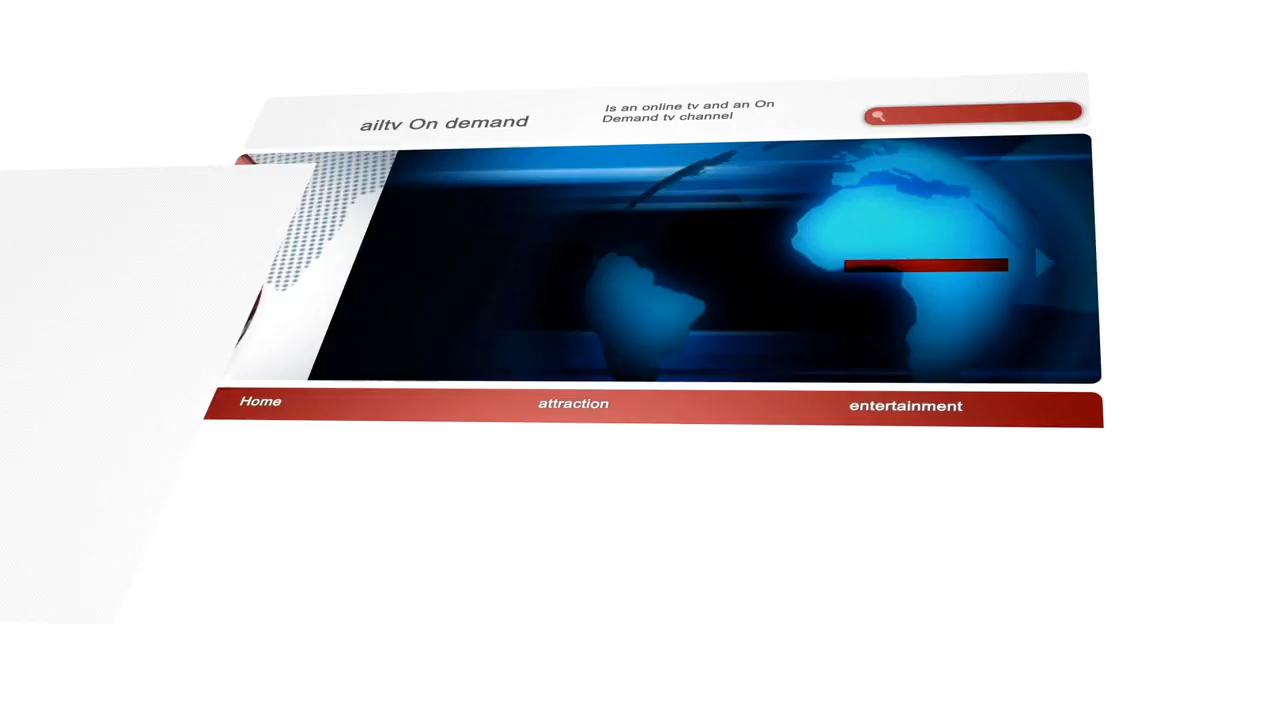 ailtv On demand
Is an online tv and an On
Demand tv channel
Home
attraction
entertainment